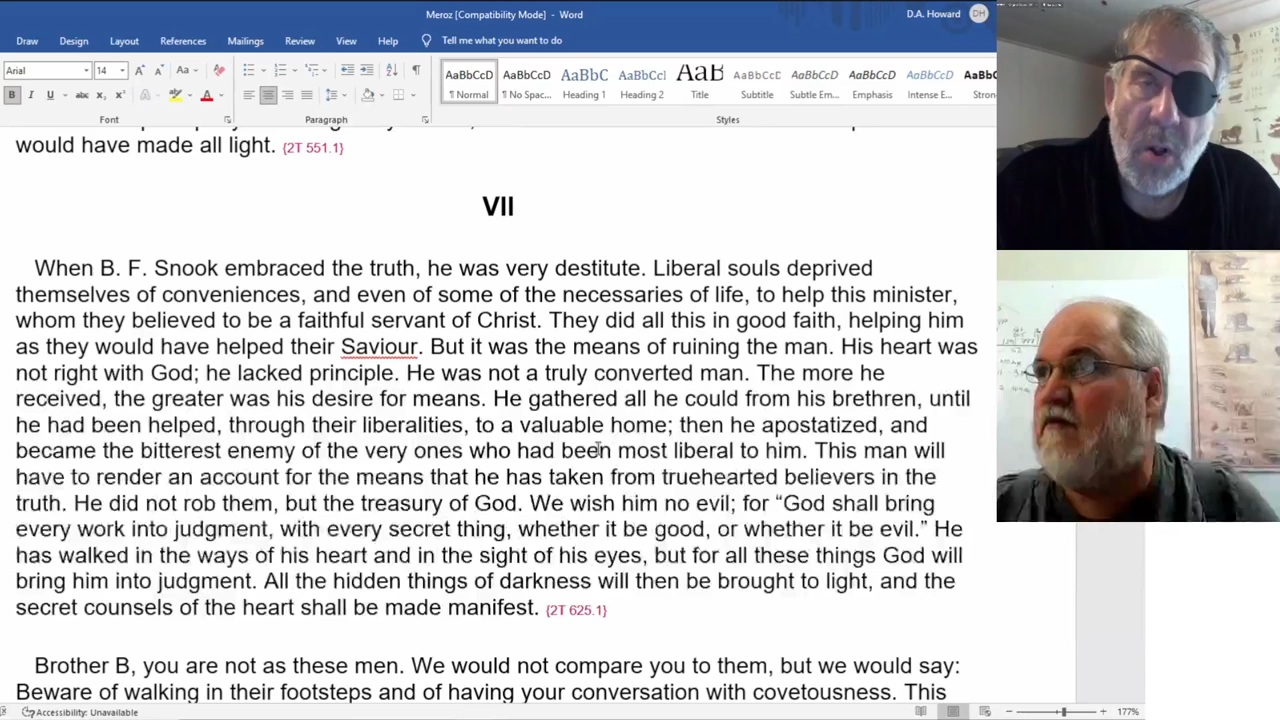 Meroz [Compatibility Mode] - Word
D.A. Howard DH
Draw Design Layout References Mailings Review View Help Tell me what you want to do
Arial 14 Aa
AaBbCcD AaBbCcD AaBbC AaBbCcI AaB AaBbCcD AaBbCcD AaBbCcD AaBbCcD AaBbC
B I U abc X₂ X² A A
¶ Normal ¶ No Spac... Heading 1 Heading 2 Title Subtitle Subtle Em... Emphasis Intense E... Stron
Font Paragraph Styles
would have made all light. {2T 551.1}
VII
When B. F. Snook embraced the truth, he was very destitute. Liberal souls deprived
themselves of conveniences, and even of some of the necessaries of life, to help this minister,
whom they believed to be a faithful servant of Christ. They did all this in good faith, helping him
as they would have helped their Saviour. But it was the means of ruining the man. His heart was
not right with God; he lacked principle. He was not a truly converted man. The more he
received, the greater was his desire for means. He gathered all he could from his brethren, until
he had been helped, through their liberalities, to a valuable home; then he apostatized, and
became the bitterest enemy of the very ones who had been most liberal to him. This man will
have to render an account for the means that he has taken from truehearted believers in the
truth. He did not rob them, but the treasury of God. We wish him no evil; for “God shall bring
every work into judgment, with every secret thing, whether it be good, or whether it be evil.” He
has walked in the ways of his heart and in the sight of his eyes, but for all these things God will
bring him into judgment. All the hidden things of darkness will then be brought to light, and the
secret counsels of the heart shall be made manifest. {2T 625.1}
Brother B, you are not as these men. We would not compare you to them, but we would say:
Beware of walking in their footsteps and of having your conversation with covetousness. This
Accessibility: Unavailable
177%